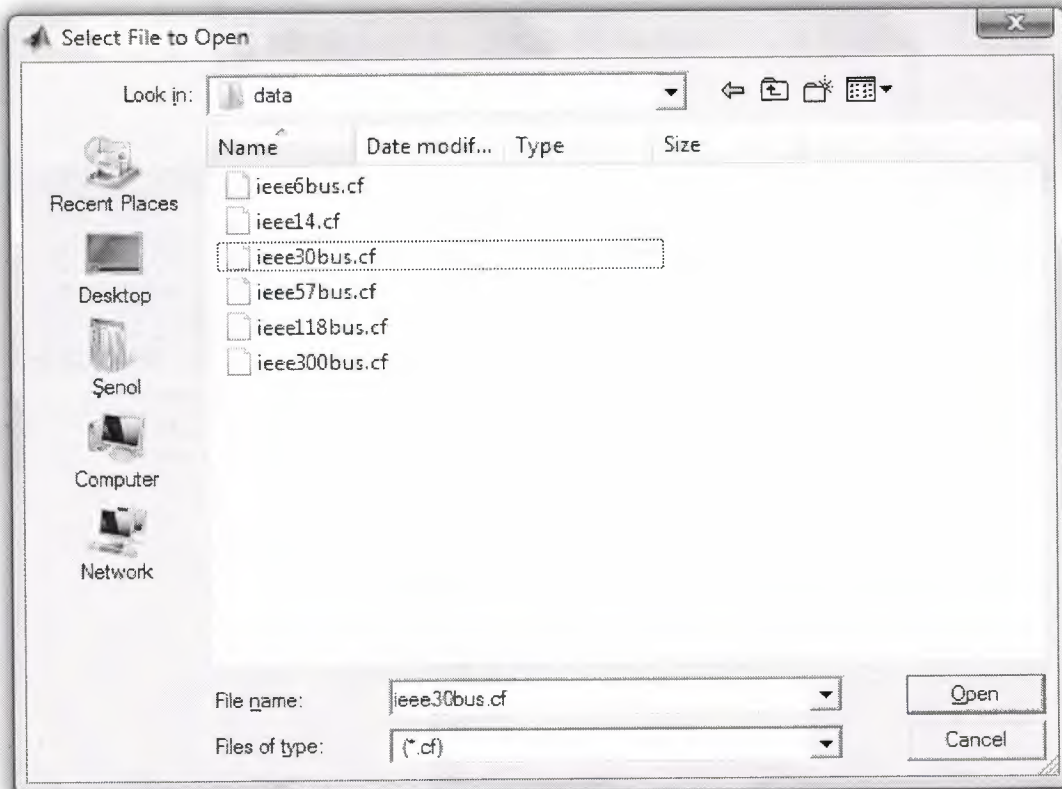 Select File to Open
Look in: data
Name Date modif... Type Size
Recent Places
Desktop
Şenol
Computer
Network
ieee6bus.cf
ieee14.cf
ieee30bus.cf
ieee57bus.cf
ieee118bus.cf
ieee300bus.cf
File name: ieee30bus.cf Open
Files of type: (*.cf) Cancel